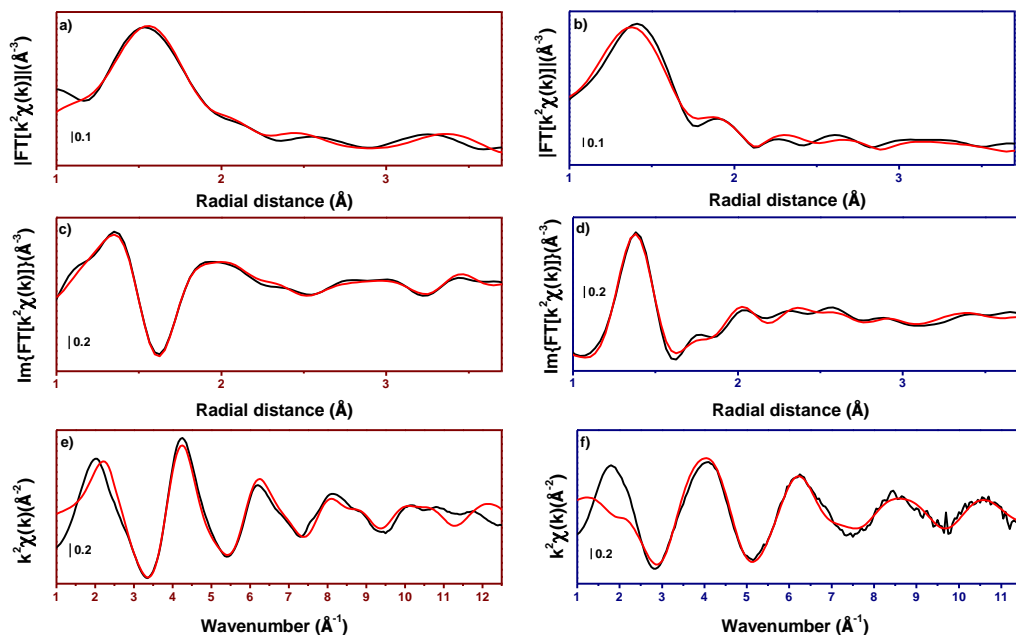 a)
|FT[k²χ(k)]|(Å⁻³)
| 0.1
1 2 3
Radial distance (Å)
b)
|FT[k²χ(k)]|(Å⁻³)
| 0.1
1 2 3
Radial distance (Å)
c)
Im{FT[k²χ(k)]}(Å⁻³)
| 0.2
1 2 3
Radial distance (Å)
d)
Im{FT[k²χ(k)]}(Å⁻³)
| 0.2
1 2 3
Radial distance (Å)
e)
k²χ(k)(Å⁻²)
| 0.2
1 2 3 4 5 6 7 8 9 10 11 12
Wavenumber (Å⁻¹)
f)
k²χ(k)(Å⁻²)
| 0.2
1 2 3 4 5 6 7 8 9 10 11
Wavenumber (Å⁻¹)